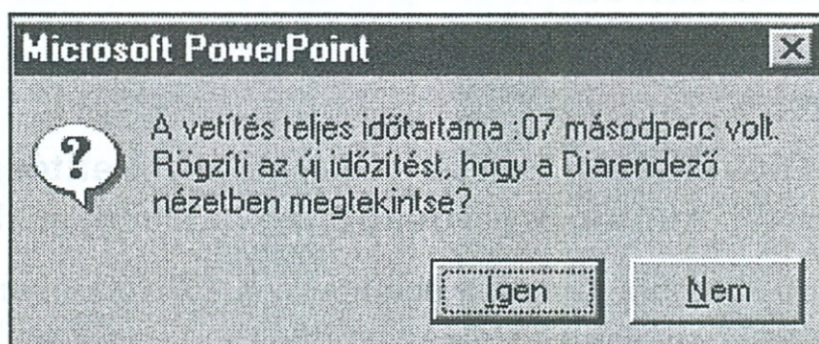 Microsoft PowerPoint
?
A vetítés teljes időtartama :07 másodperc volt.
Rögzíti az új időzítést, hogy a Diarendező
nézetben megtekintse?
Igen Nem